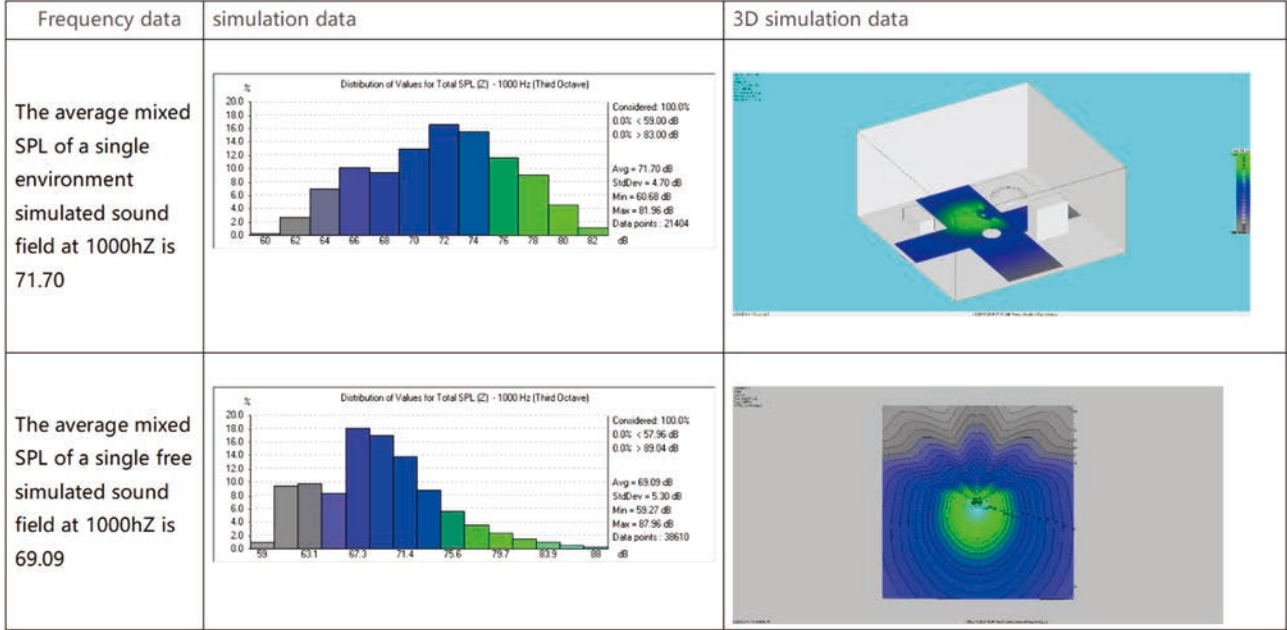 Frequency data
simulation data
3D simulation data
The average mixed
SPL of a single
environment
simulated sound
field at 1000hZ is
71.70
Distribution of Values for Total SPL (Z) - 1000 Hz (Third Octave)
%
20.0
18.0
16.0
14.0
12.0
10.0
8.0
6.0
4.0
2.0
0.0
60 62 64 66 68 70 72 74 76 78 80 82 dB
Considered: 100.0%
0.0% < 59.00 dB
0.0% > 83.00 dB
Avg = 71.70 dB
StdDev = 4.70 dB
Min = 60.68 dB
Max = 81.96 dB
Data points : 21404
The average mixed
SPL of a single free
simulated sound
field at 1000hZ is
69.09
Distribution of Values for Total SPL (Z) - 1000 Hz (Third Octave)
%
20.0
18.0
16.0
14.0
12.0
10.0
8.0
6.0
4.0
2.0
0.0
59 63.1 67.3 71.4 75.6 79.7 83.9 88 dB
Considered: 100.0%
0.0% < 57.96 dB
0.0% > 89.04 dB
Avg = 69.09 dB
StdDev = 5.30 dB
Min = 59.27 dB
Max = 87.96 dB
Data points : 38610